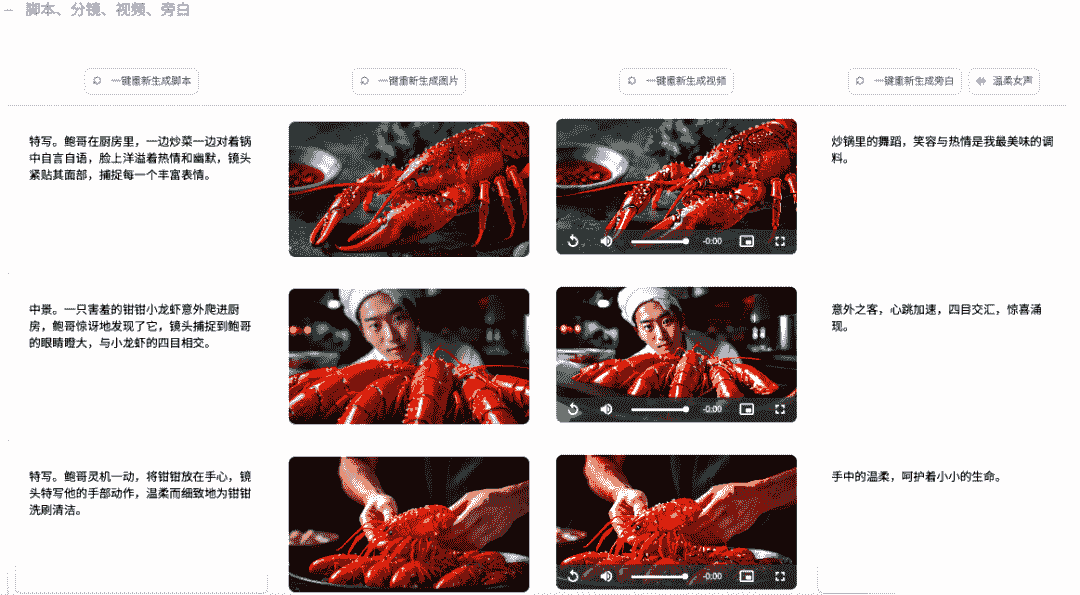 一 脚本、分镜、视频、旁白
一键重新生成脚本
一键重新生成图片
一键重新生成视频
一键重新生成旁白
温柔女声
特写。鲍哥在厨房里，一边炒菜一边对着锅
中自言自语，脸上洋溢着热情和幽默，镜头
紧贴其面部，捕捉每一个丰富表情。
-0:00
炒锅里的舞蹈，笑容与热情是我最美味的调
料。
中景。一只害羞的钳钳小龙虾意外爬进厨
房，鲍哥惊讶地发现了它，镜头捕捉到鲍哥
的眼睛瞪大，与小龙虾的四目相交。
-0:00
意外之客，心跳加速，四目交汇，惊喜涌
现。
特写。鲍哥灵机一动，将钳钳放在手心，镜
头特写他的手部动作，温柔而细致地为钳钳
洗刷清洁。
-0:00
手中的温柔，呵护着小小的生命。